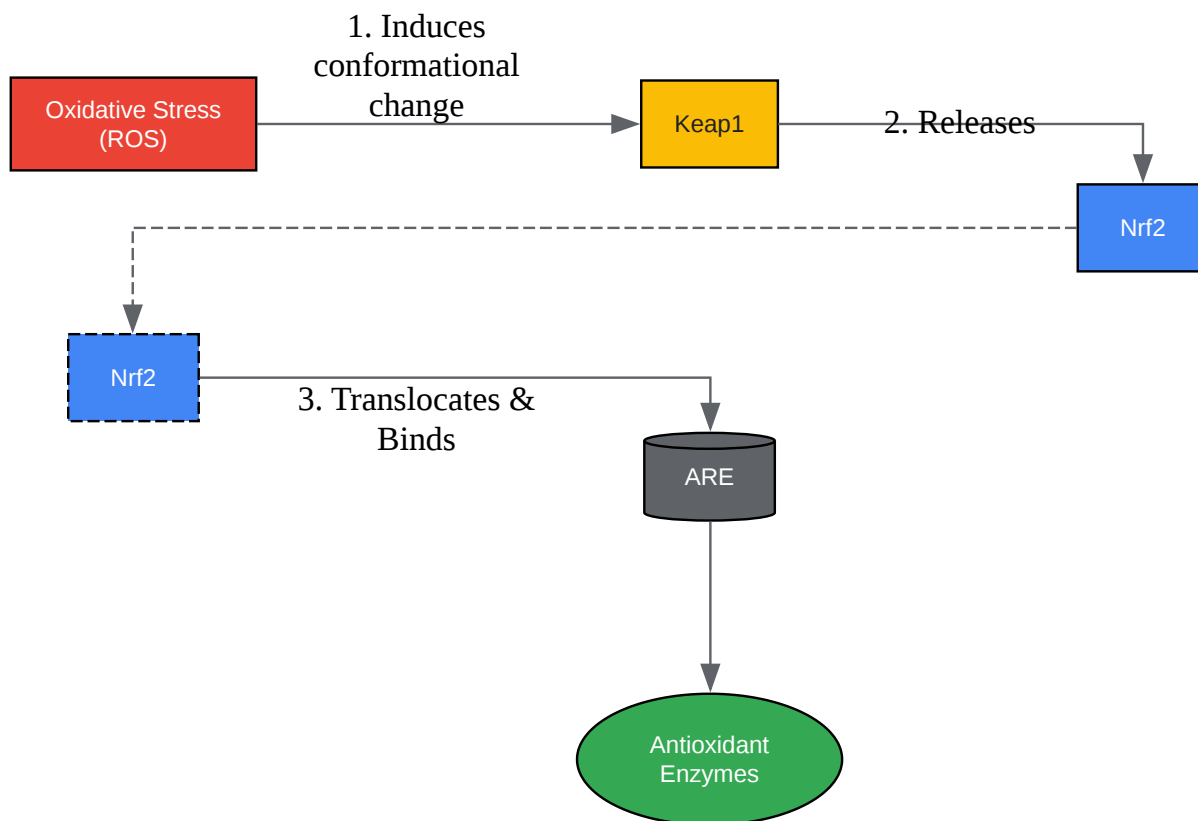 1. Induces
conformational
change
Oxidative Stress
(ROS)
Keap1
2. Releases
Nrf2
Nrf2
3. Translocates &
Binds
ARE
Antioxidant
Enzymes